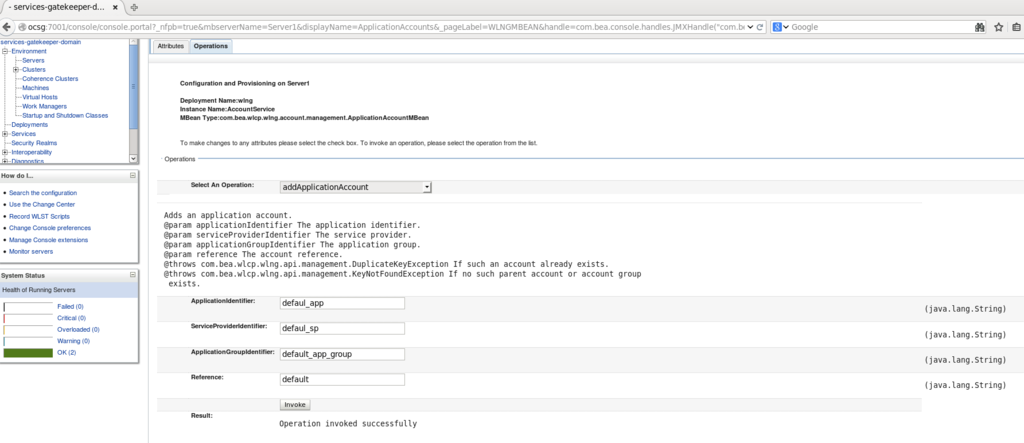 - services-gatekeeper-d...
ocsg:7001/console/console.portal?_nfpb=true&mbserverName=Server1&displayName=ApplicationAccounts&_pageLabel=WLNGMBEAN&handle=com.bea.console.handles.JMXHandle("com.bc
Google
services-gatekeeper-domain
Environment
Servers
Clusters
Coherence Clusters
Machines
Virtual Hosts
Work Managers
Startup and Shutdown Classes
Deployments
Services
Security Realms
Interoperability
Diagnostics
How do I...
Search the configuration
Use the Change Center
Record WLST Scripts
Change Console preferences
Manage Console extensions
Monitor servers
System Status
Health of Running Servers
Failed (0)
Critical (0)
Overloaded (0)
Warning (0)
OK (2)
Attributes Operations
Configuration and Provisioning on Server1
Deployment Name:wlng
Instance Name:AccountService
MBean Type:com.bea.wlcp.wlng.account.management.ApplicationAccountMBean
To make changes to any attributes please select the check box. To invoke an operation, please select the operation from the list.
Operations
Select An Operation: addApplicationAccount
Adds an application account.
@param applicationIdentifier The application identifier.
@param serviceProviderIdentifier The service provider.
@param applicationGroupIdentifier The application group.
@param reference The account reference.
@throws com.bea.wlcp.wlng.api.management.DuplicateKeyException If such an account already exists.
@throws com.bea.wlcp.wlng.api.management.KeyNotFoundException If no such parent account or account group
exists.
ApplicationIdentifier: defaul_app (java.lang.String)
ServiceProviderIdentifier: defaul_sp (java.lang.String)
ApplicationGroupIdentifier: default_app_group (java.lang.String)
Reference: default (java.lang.String)
Invoke
Result:
Operation invoked successfully